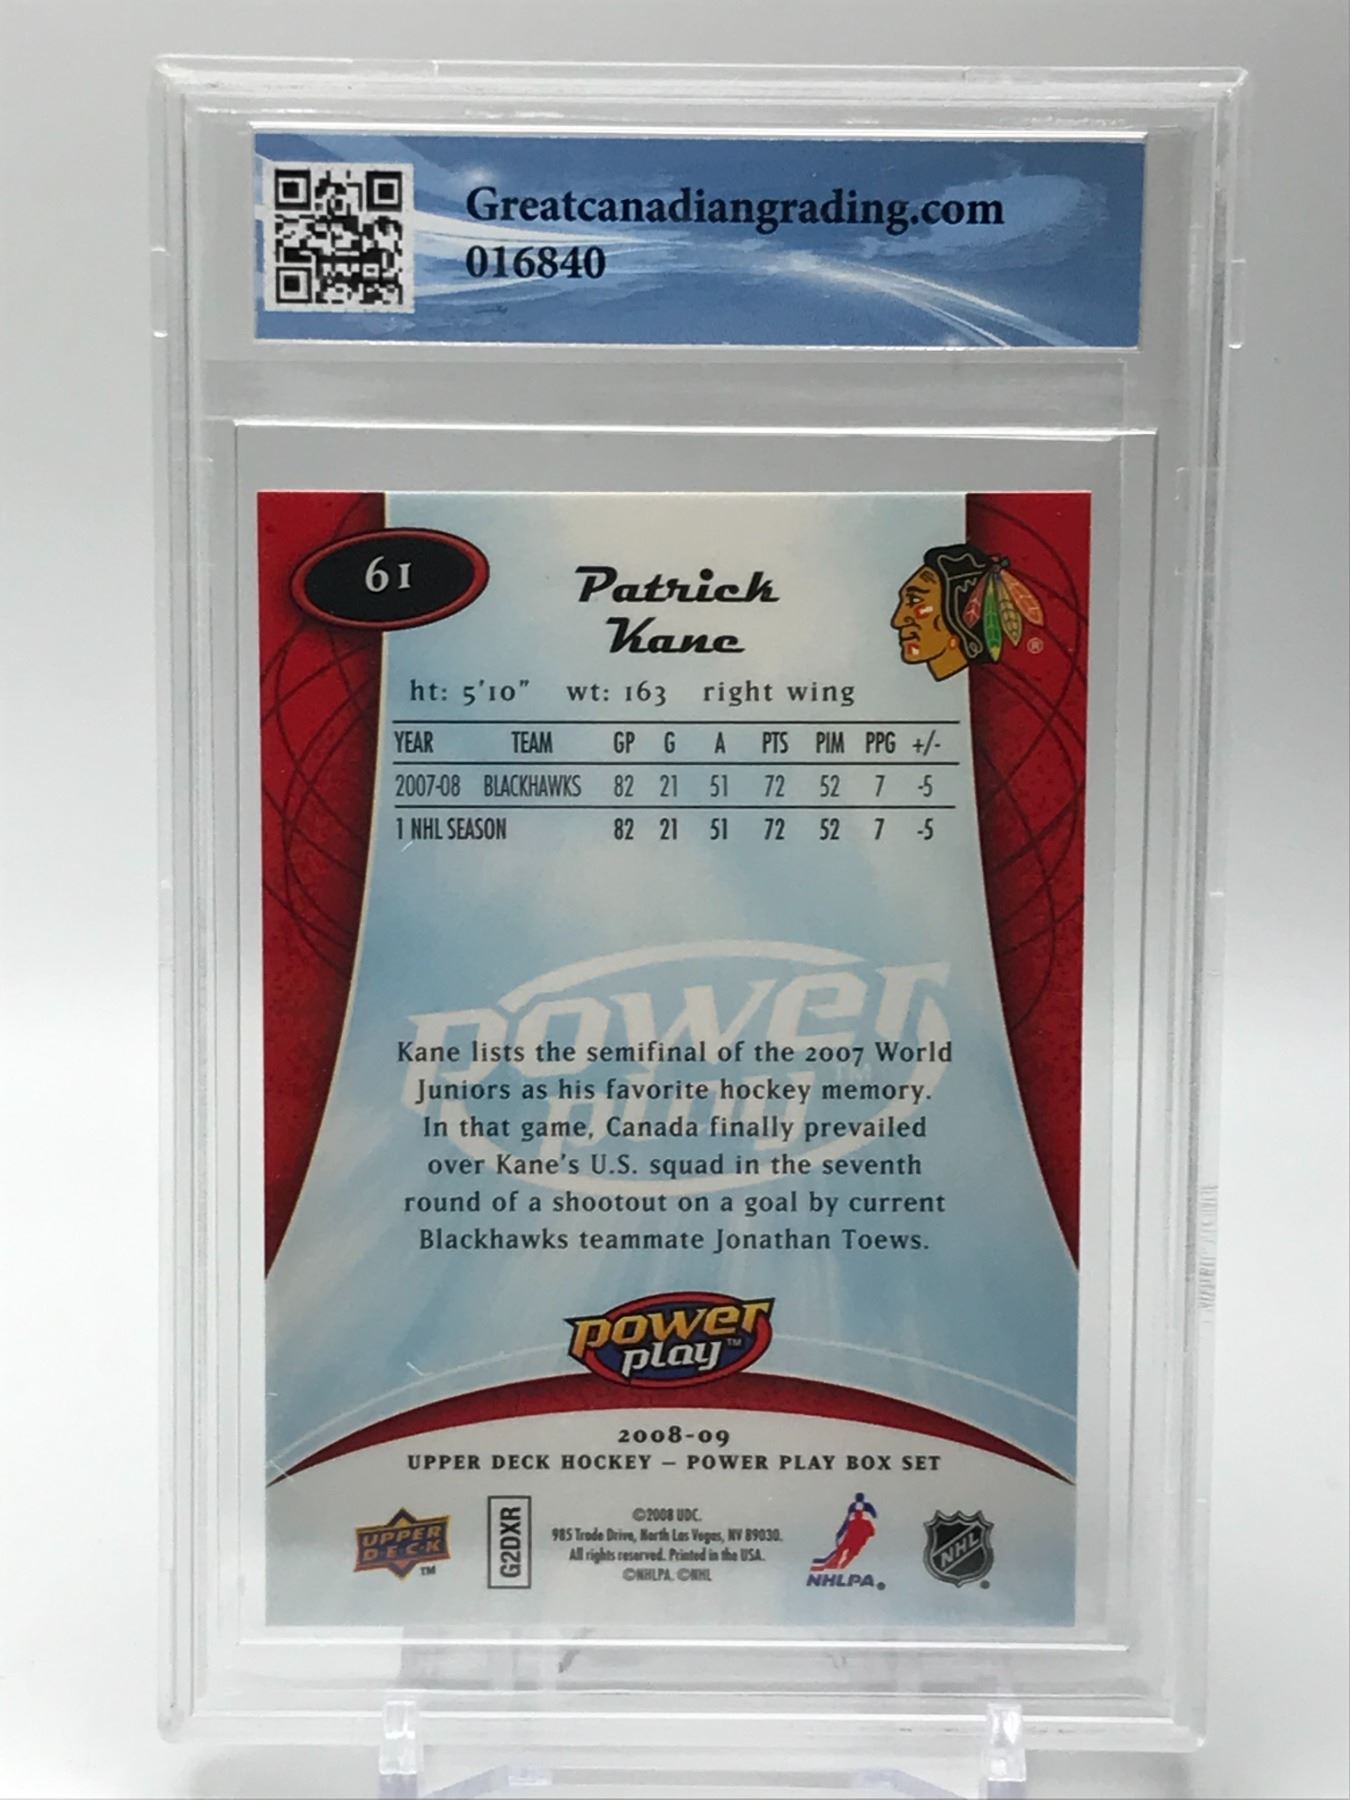 Greatcanadiangrading.com
016840
61
Patrick
Kane
®
ht: 5'10" wt: 163 right wing
YEAR TEAM GP G A PTS PIM PPG +/-
2007-08 BLACKHAWKS 82 21 51 72 52 7 -5
1 NHL SEASON 82 21 51 72 52 7 -5
power
play™
Kane lists the semifinal of the 2007 World
Juniors as his favorite hockey memory.
In that game, Canada finally prevailed
over Kane's U.S. squad in the seventh
round of a shootout on a goal by current
Blackhawks teammate Jonathan Toews.
power
play™
2008-09
UPPER DECK HOCKEY – POWER PLAY BOX SET
UPPER
D·E·C·K
™
G2DXR
©2008 UDC.
985 Trade Drive, North Las Vegas, NV 89030.
All rights reserved. Printed in the USA.
©NHLPA. ©NHL
NHLPA®
NHL®